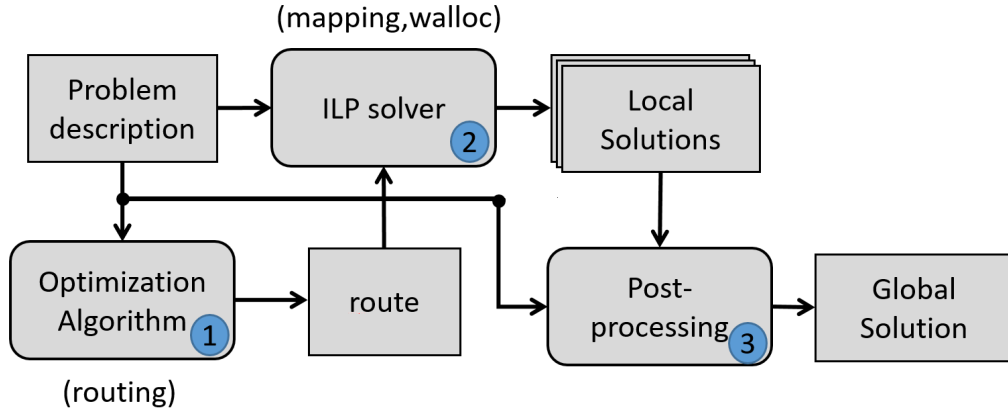 (mapping,walloc)
Problem
description
ILP solver
2
Local
Solutions
Optimization
Algorithm
1
(routing)
route
Post-
processing
3
Global
Solution